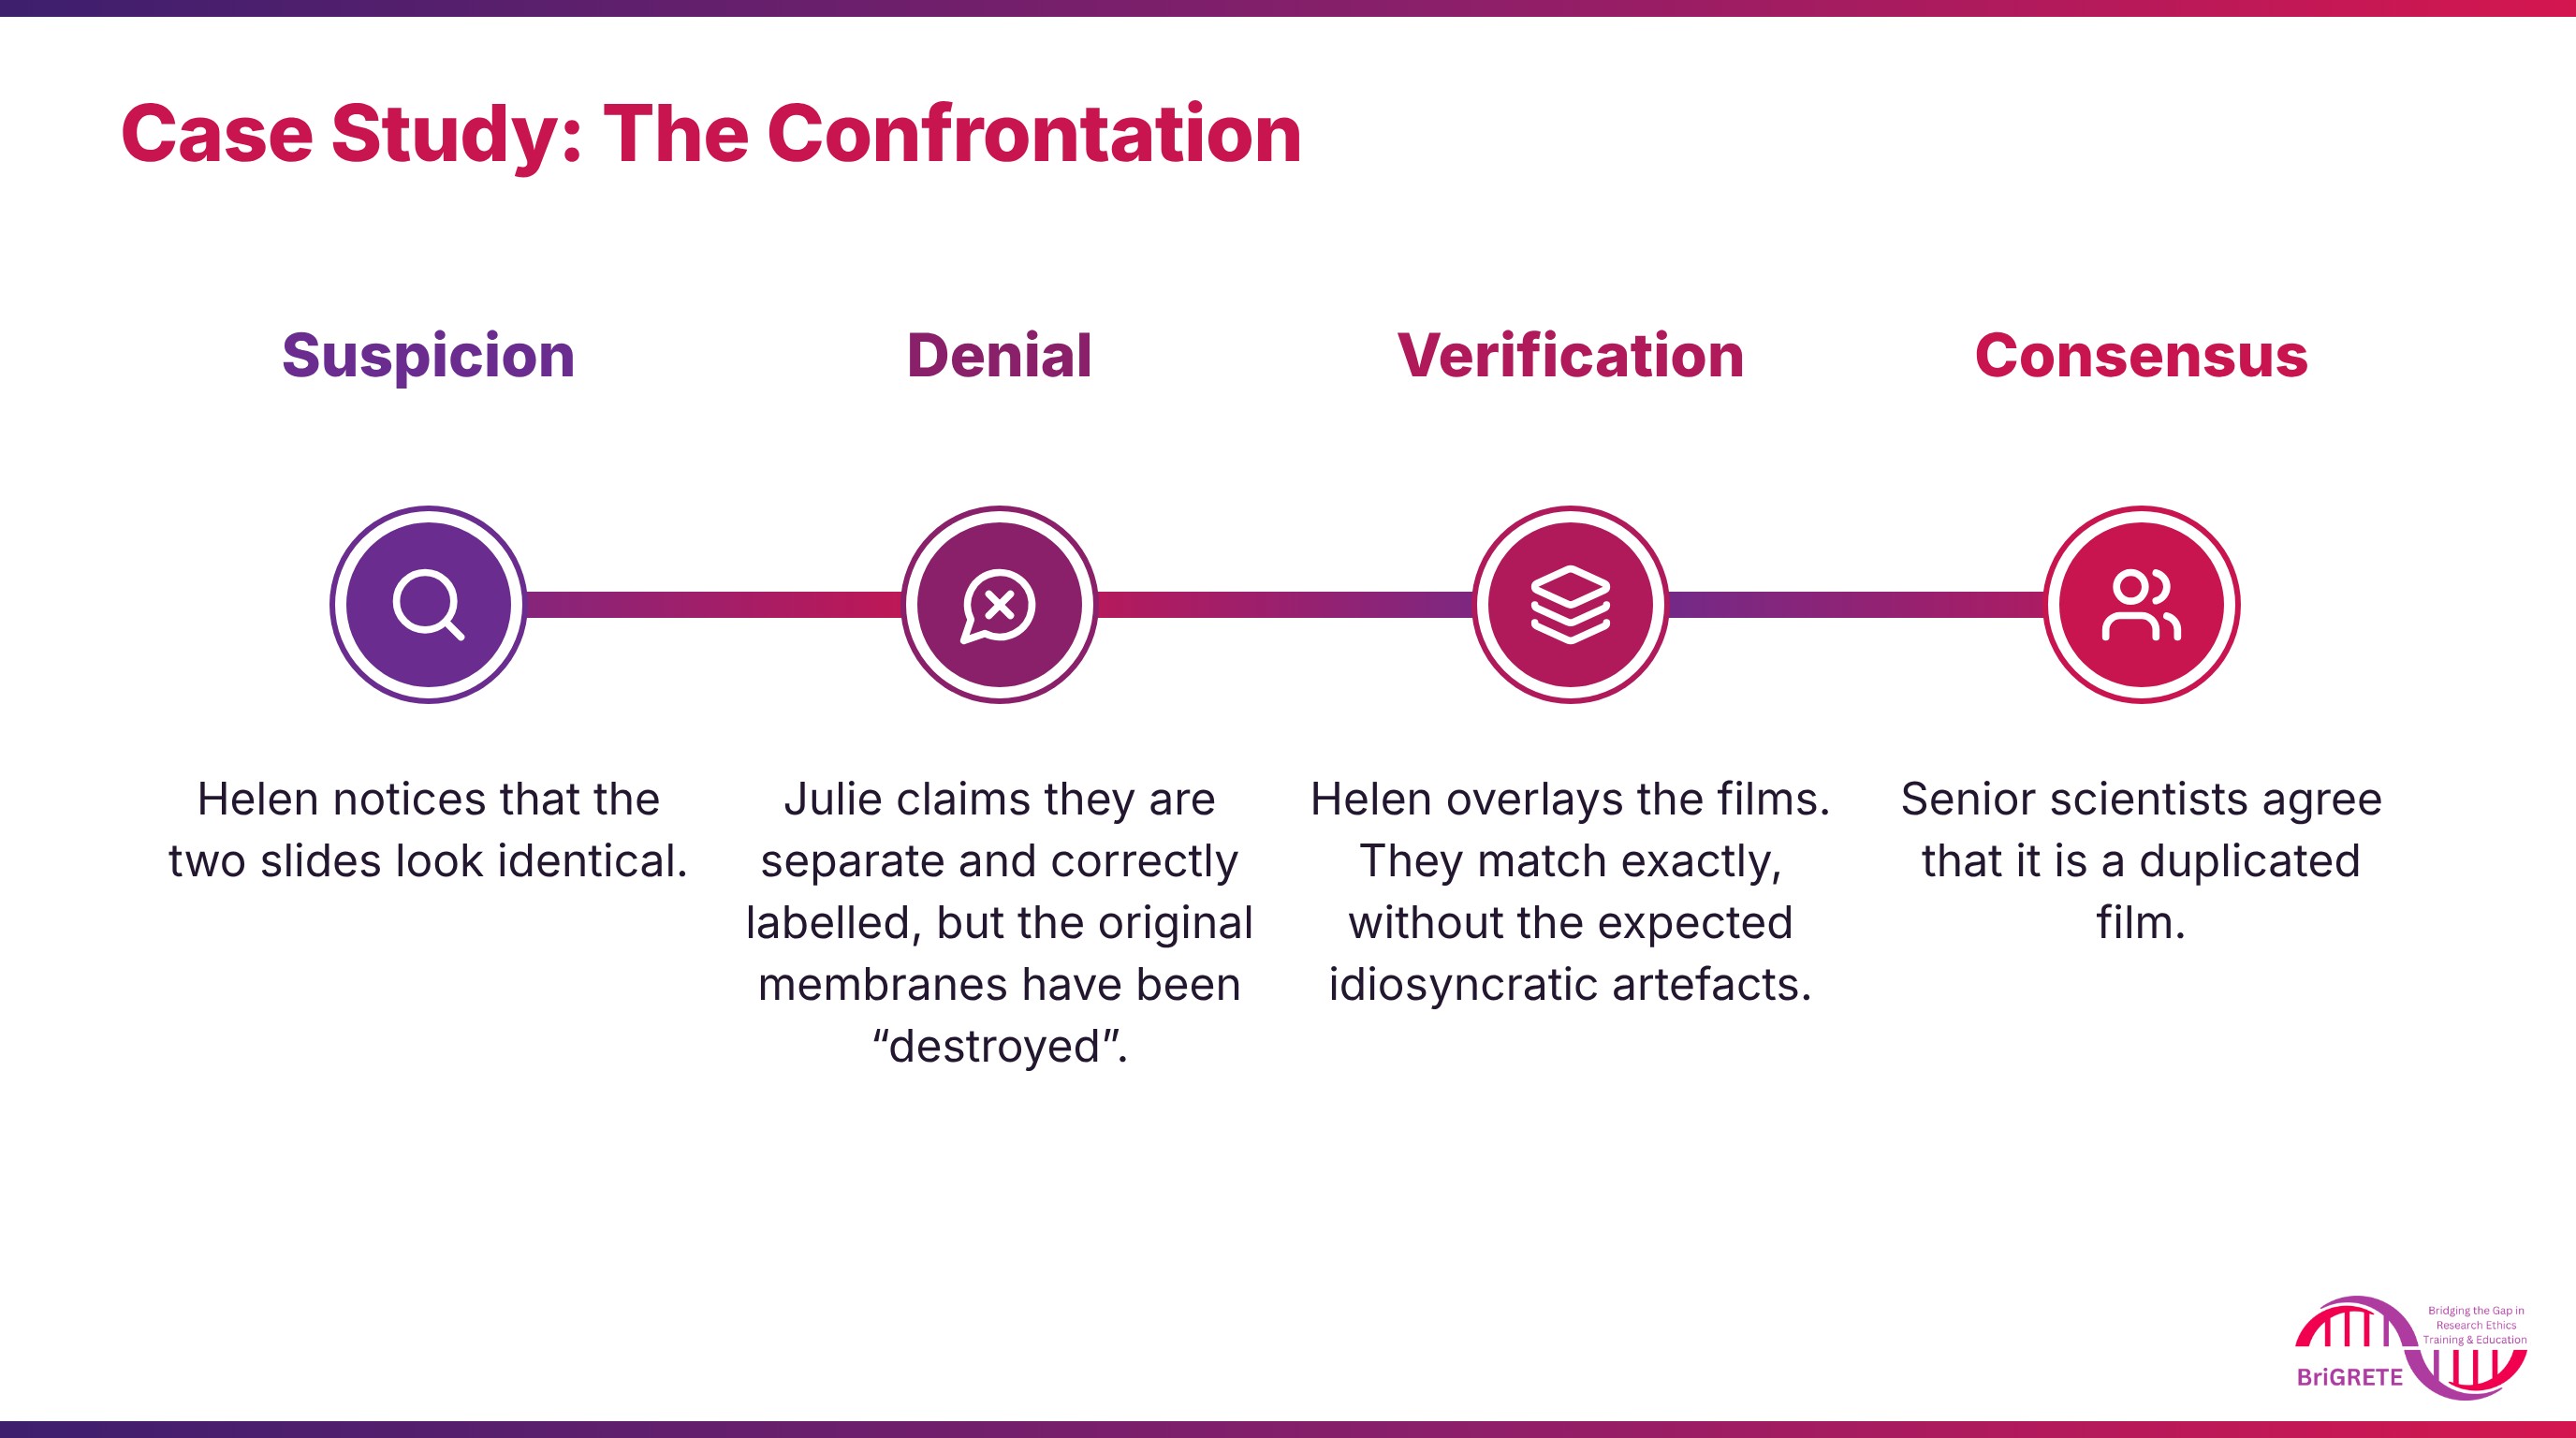 Case Study: The Confrontation
Suspicion
Helen notices that the
two slides look identical.
Denial
Julie claims they are
separate and correctly
labelled, but the original
membranes have been
“destroyed”.
Verification
Helen overlays the films.
They match exactly,
without the expected
idiosyncratic artefacts.
Consensus
Senior scientists agree
that it is a duplicated
film.
Bridging the Gap in
Research Ethics
Training & Education
BriGRETE